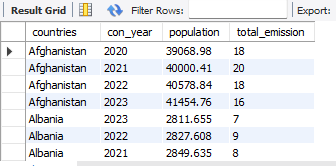 Result Grid Filter Rows: Export:
countries con_year population total_emission
Afghanistan 2020 39068.98 18
Afghanistan 2021 40000.41 20
Afghanistan 2022 40578.84 18
Afghanistan 2023 41454.76 16
Albania 2023 2811.655 7
Albania 2022 2827.608 9
Albania 2021 2849.635 8